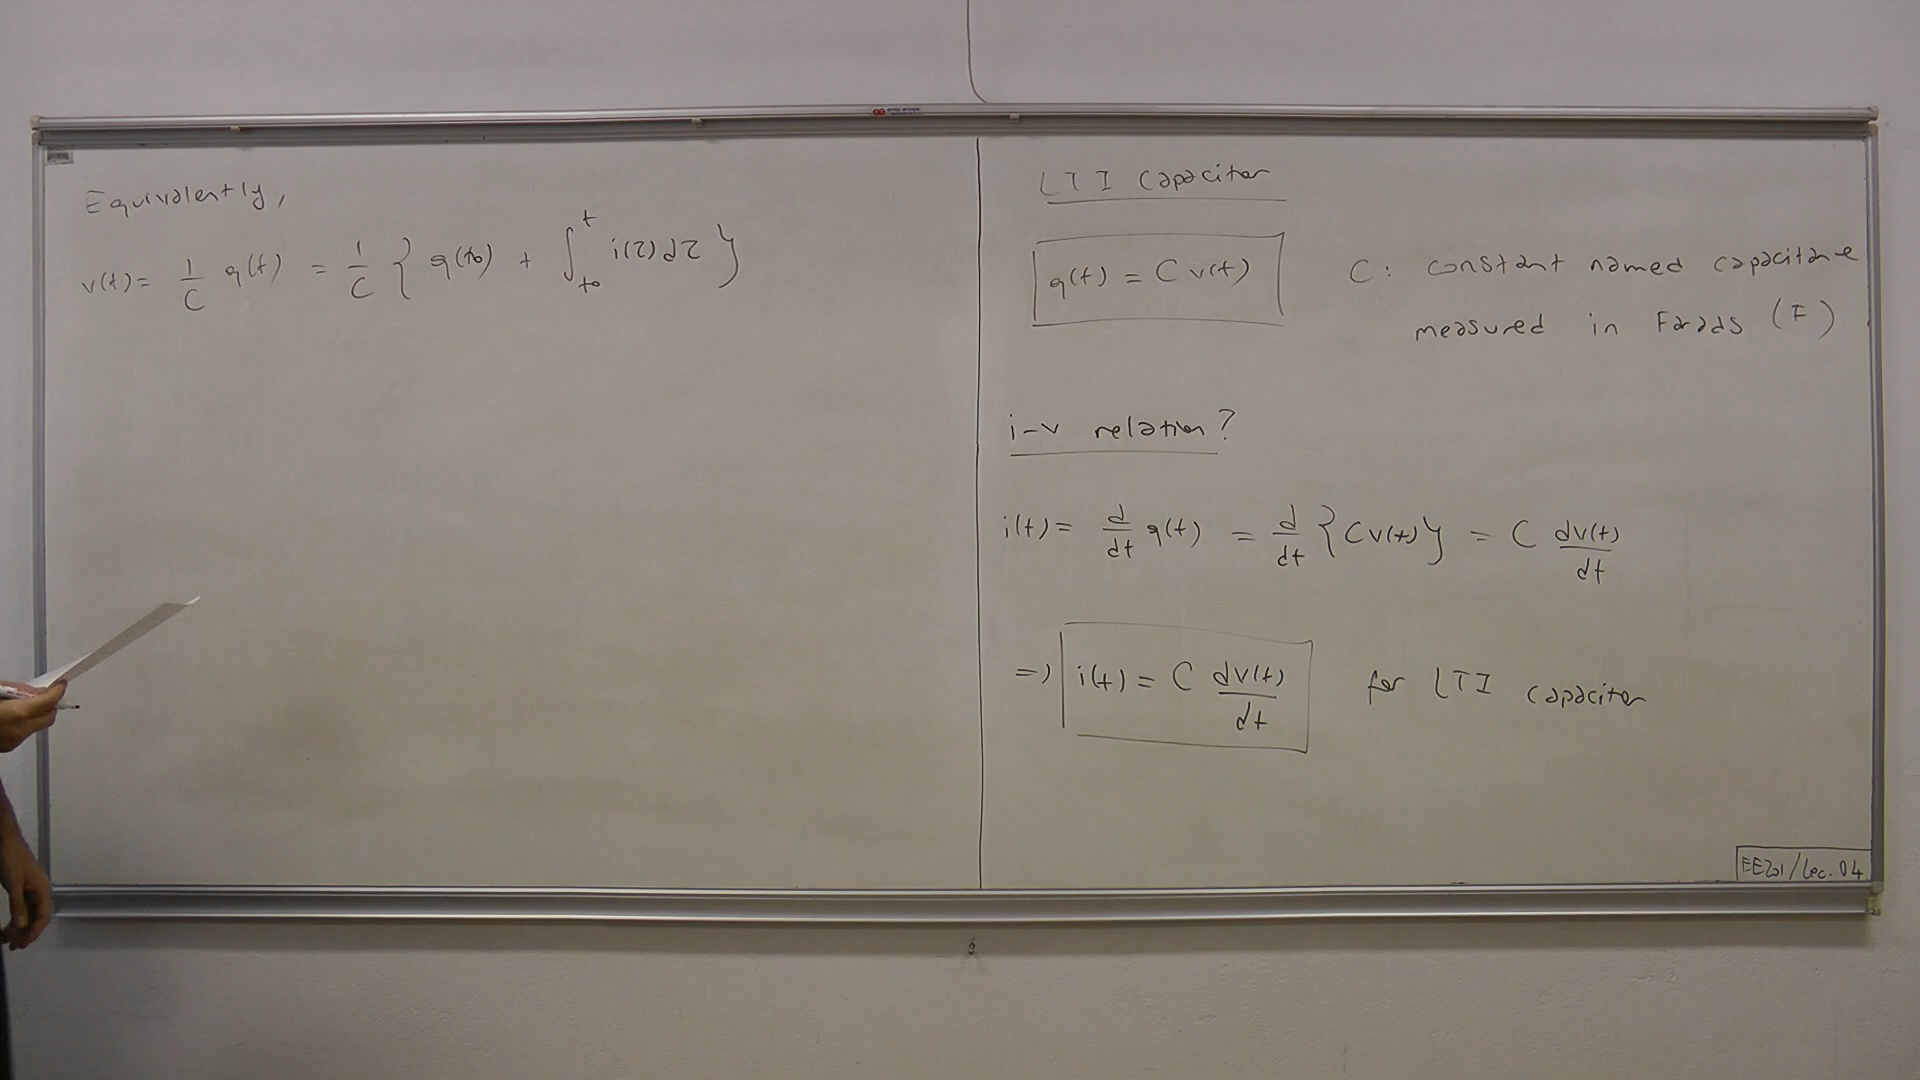 Equivalently,
v(t) = 1/C q(t) = 1/C { q(t₀) + ∫_{t₀}^{t} i(τ) dτ }
LTI Capacitor
q(t) = C v(t)
C: constant named capacitance
measured in Farads (F)
i-v relation?
i(t) = d/dt q(t) = d/dt { C v(t) } = C dv(t)/dt
=> i(t) = C dv(t)/dt for LTI capacitor
EE201/Lec. 04